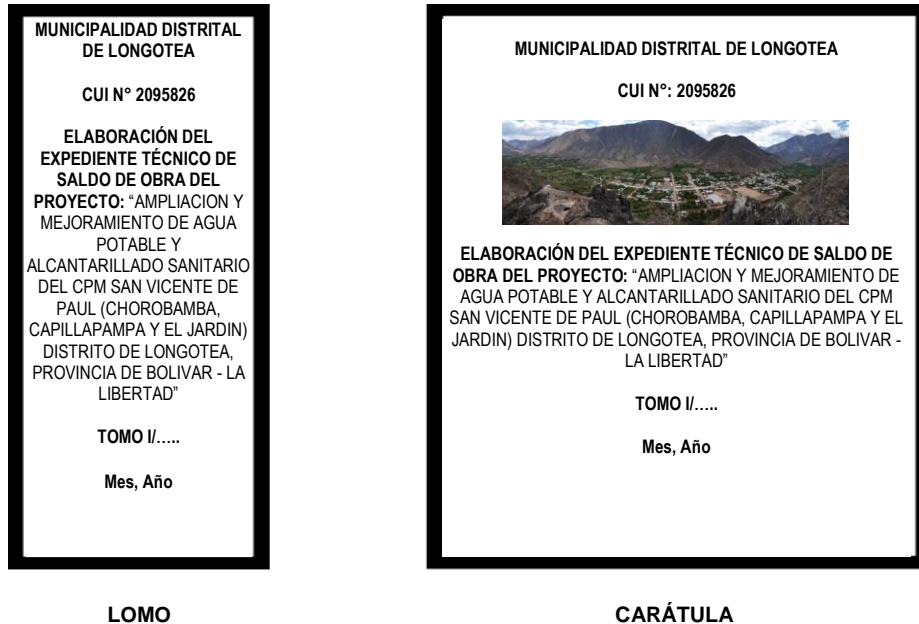 MUNICIPALIDAD DISTRITAL
DE LONGOTEA
CUI N° 2095826
ELABORACIÓN DEL
EXPEDIENTE TÉCNICO DE
SALDO DE OBRA DEL
PROYECTO: “AMPLIACION Y
MEJORAMIENTO DE AGUA
POTABLE Y
ALCANTARILLADO SANITARIO
DEL CPM SAN VICENTE DE
PAUL (CHOROBAMBA,
CAPILLAPAMPA Y EL JARDIN)
DISTRITO DE LONGOTEA,
PROVINCIA DE BOLIVAR - LA
LIBERTAD”
TOMO I/…..
Mes, Año
LOMO
MUNICIPALIDAD DISTRITAL DE LONGOTEA
CUI N°: 2095826
ELABORACIÓN DEL EXPEDIENTE TÉCNICO DE SALDO DE
OBRA DEL PROYECTO: “AMPLIACION Y MEJORAMIENTO DE
AGUA POTABLE Y ALCANTARILLADO SANITARIO DEL CPM
SAN VICENTE DE PAUL (CHOROBAMBA, CAPILLAPAMPA Y EL
JARDIN) DISTRITO DE LONGOTEA, PROVINCIA DE BOLIVAR -
LA LIBERTAD”
TOMO I/…..
Mes, Año
CARÁTULA